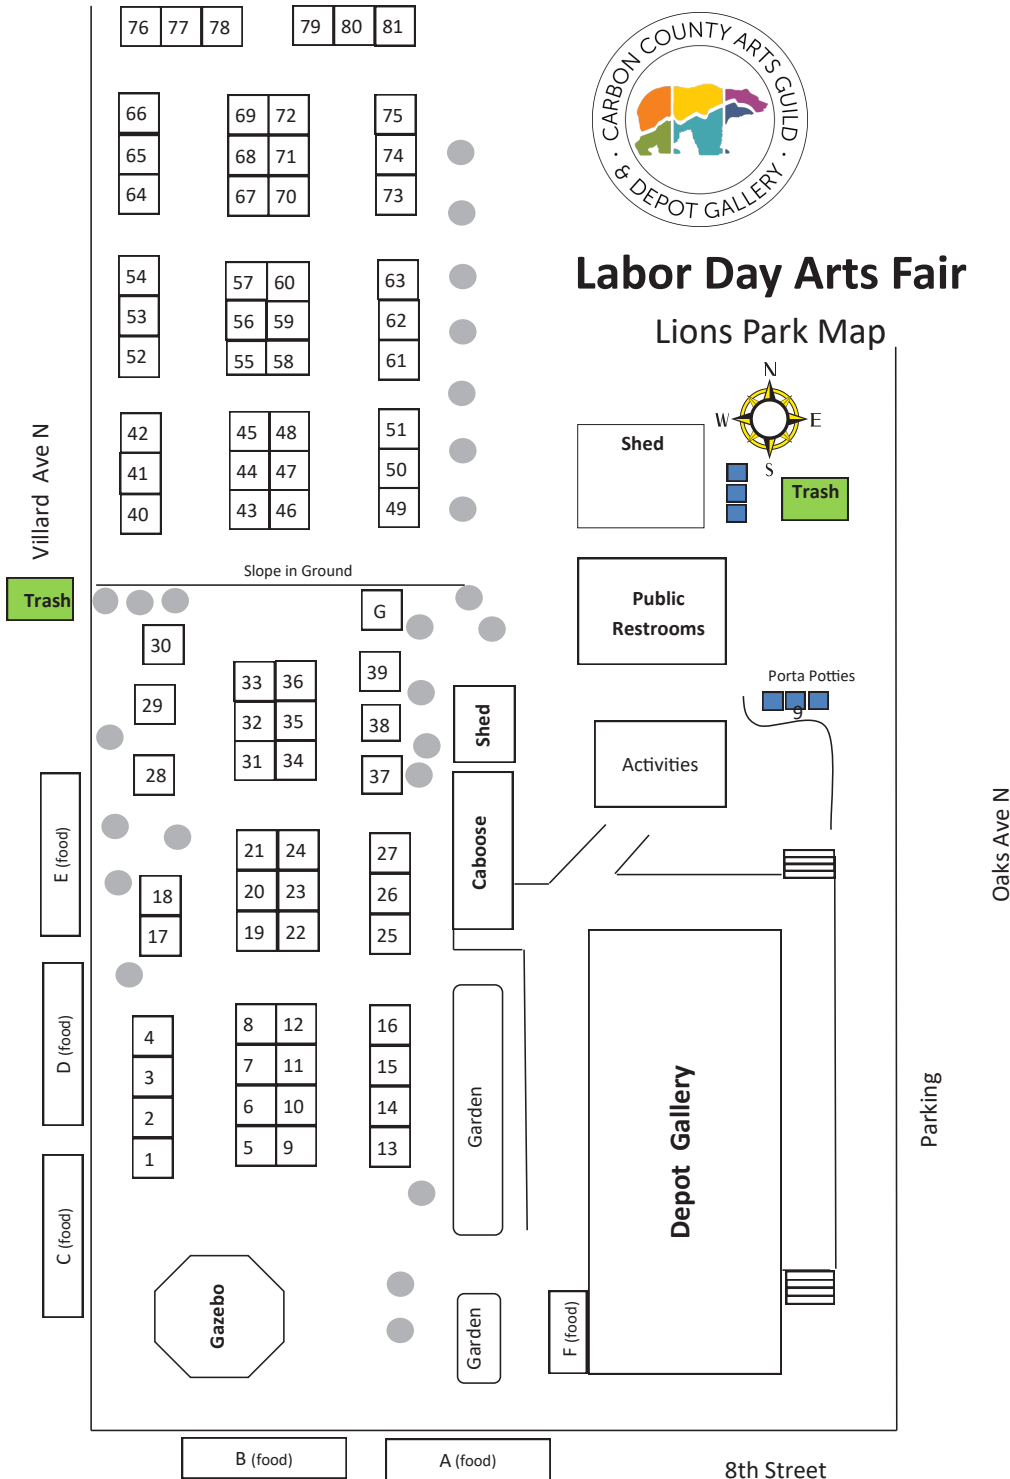 76 77 78 79 80 81
CARBON COUNTY ARTS GUILD
· & DEPOT GALLERY ·
66 69 72 75
65 68 71 74
64 67 70 73
Labor Day Arts Fair
Lions Park Map
54 57 60 63
53 56 59 62
52 55 58 61
N
W E
S
42 45 48 51
41 44 47 50
40 43 46 49
Shed
Trash
Villard Ave N
Slope in Ground
Trash
G
Public
Restrooms
30
39
33 36
29
32 35
38
31 34
28
37
Shed
Porta Potties
9
Activities
E (food)
21 24 27
20 23 26
19 22 25
18
17
Caboose
Oaks Ave N
D (food)
4
3
2
1
8 12 16
7 11 15
6 10 14
5 9 13
Garden
Depot Gallery
Parking
C (food)
Gazebo
Garden
F (food)
B (food)
A (food)
8th Street